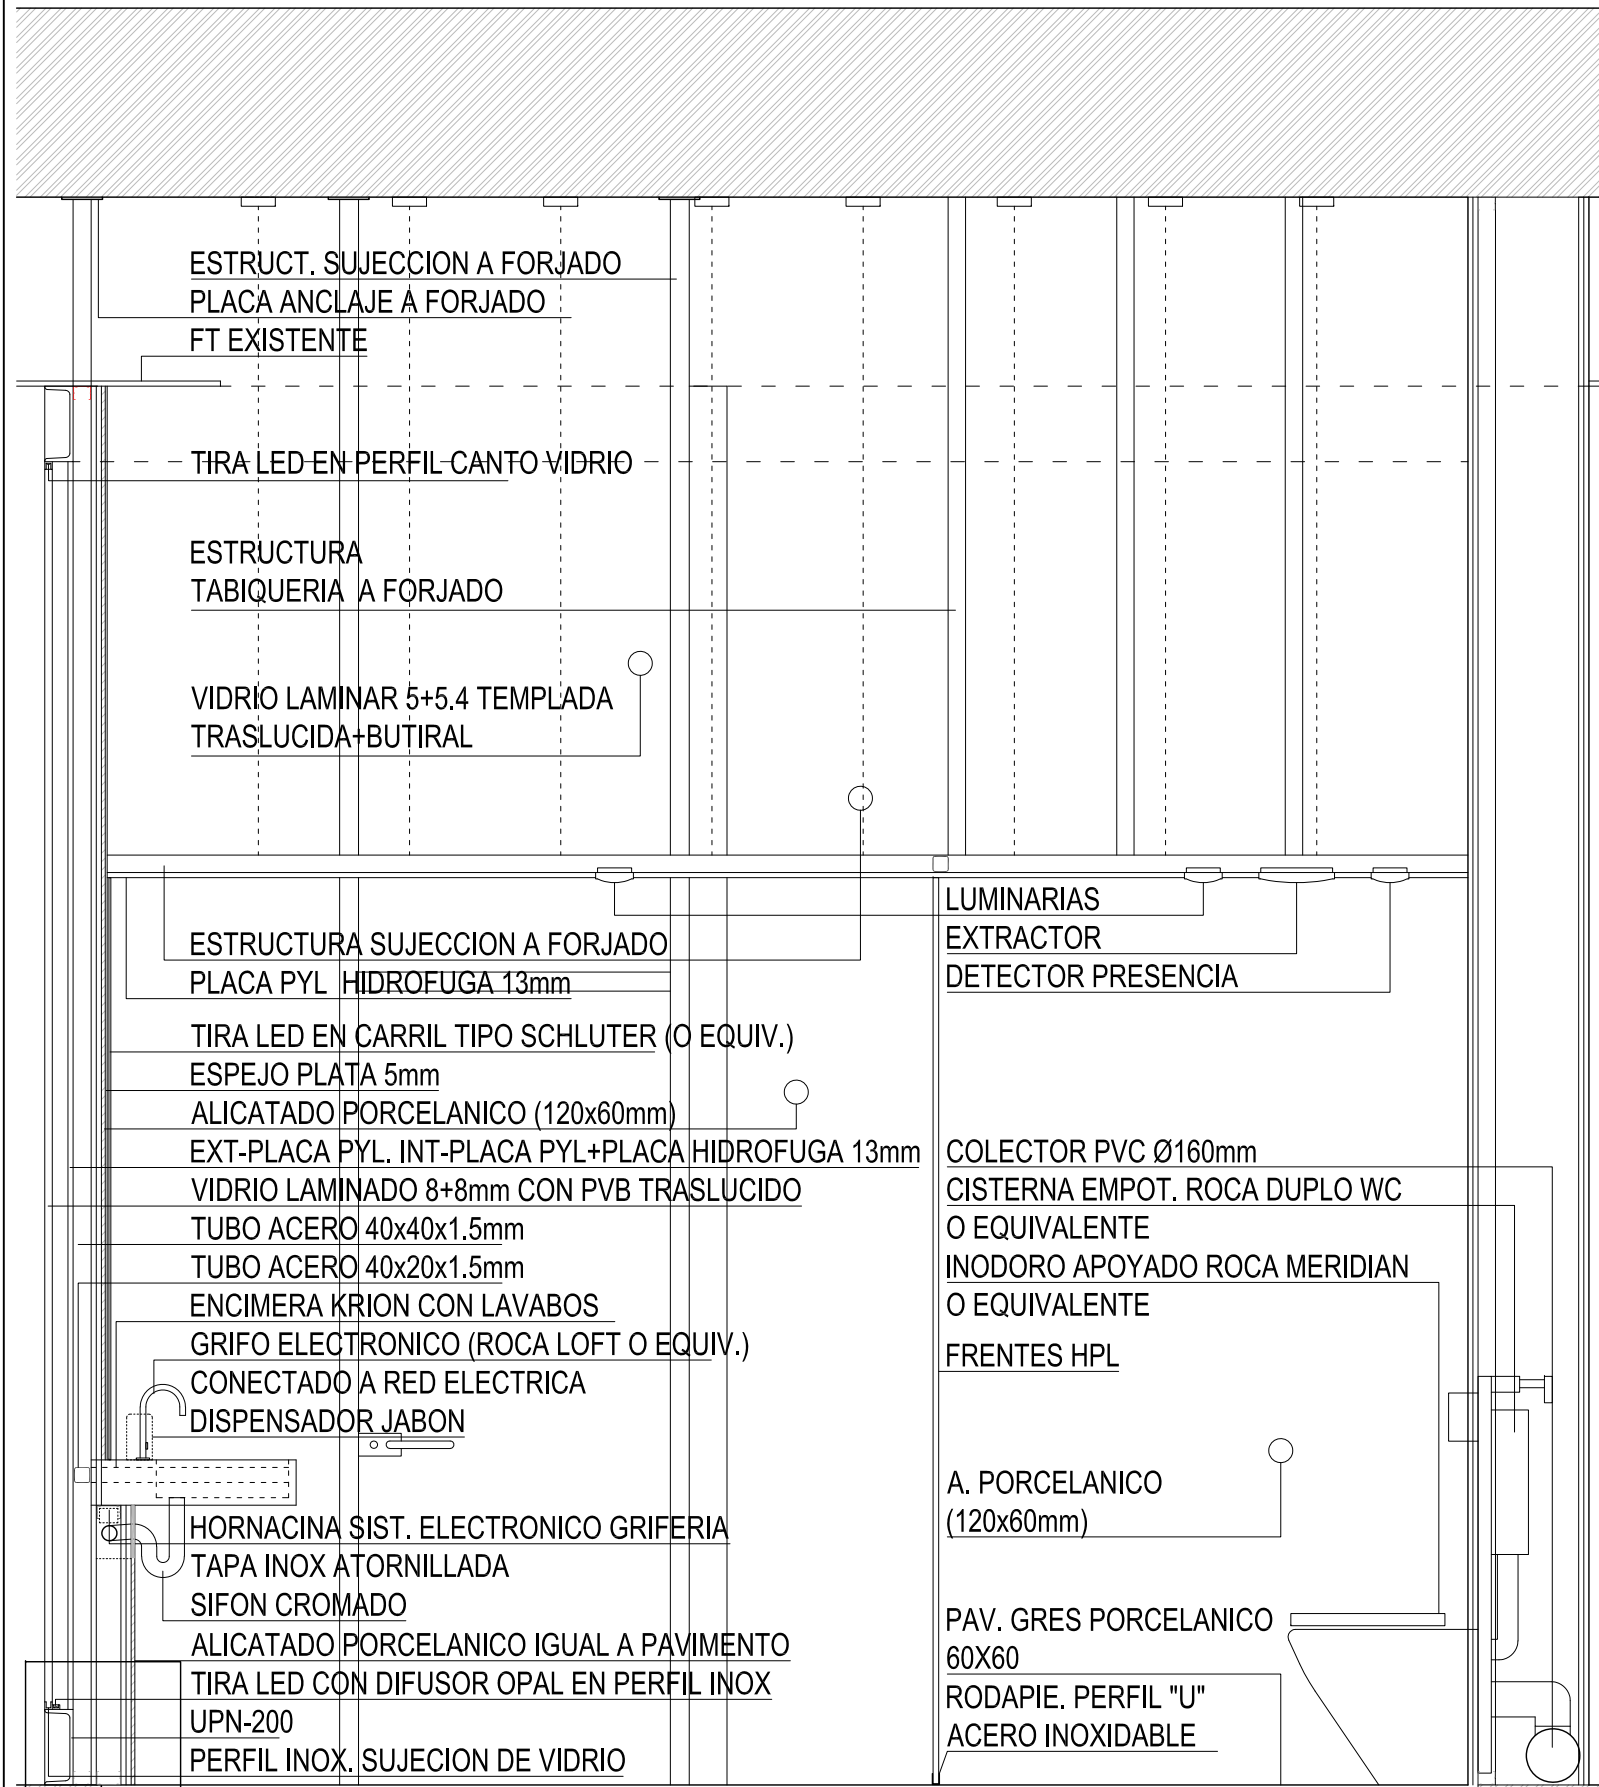 ESTRUCT. SUJECCION A FORJADO
PLACA ANCLAJE A FORJADO
FT EXISTENTE
TIRA LED EN PERFIL CANTO VIDRIO
ESTRUCTURA
TABIQUERIA A FORJADO
VIDRIO LAMINAR 5+5.4 TEMPLADA
TRASLUCIDA+BUTIRAL
ESTRUCTURA SUJECCION A FORJADO
PLACA PYL HIDROFUGA 13mm
TIRA LED EN CARRIL TIPO SCHLUTER (O EQUIV.)
ESPEJO PLATA 5mm
ALICATADO PORCELANICO (120x60mm)
EXT-PLACA PYL. INT-PLACA PYL+PLACA HIDROFUGA 13mm
VIDRIO LAMINADO 8+8mm CON PVB TRASLUCIDO
TUBO ACERO 40x40x1.5mm
TUBO ACERO 40x20x1.5mm
ENCIMERA KRION CON LAVABOS
GRIFO ELECTRONICO (ROCA LOFT O EQUIV.)
CONECTADO A RED ELECTRICA
DISPENSADOR JABON
HORNACINA SIST. ELECTRONICO GRIFERIA
TAPA INOX ATORNILLADA
SIFON CROMADO
ALICATADO PORCELANICO IGUAL A PAVIMENTO
TIRA LED CON DIFUSOR OPAL EN PERFIL INOX
UPN-200
PERFIL INOX. SUJECION DE VIDRIO
LUMINARIAS
EXTRACTOR
DETECTOR PRESENCIA
COLECTOR PVC Ø160mm
CISTERNA EMPOT. ROCA DUPLO WC
O EQUIVALENTE
INODORO APOYADO ROCA MERIDIAN
O EQUIVALENTE
FRENTES HPL
A. PORCELANICO
(120x60mm)
PAV. GRES PORCELANICO
60X60
RODAPIE. PERFIL "U"
ACERO INOXIDABLE